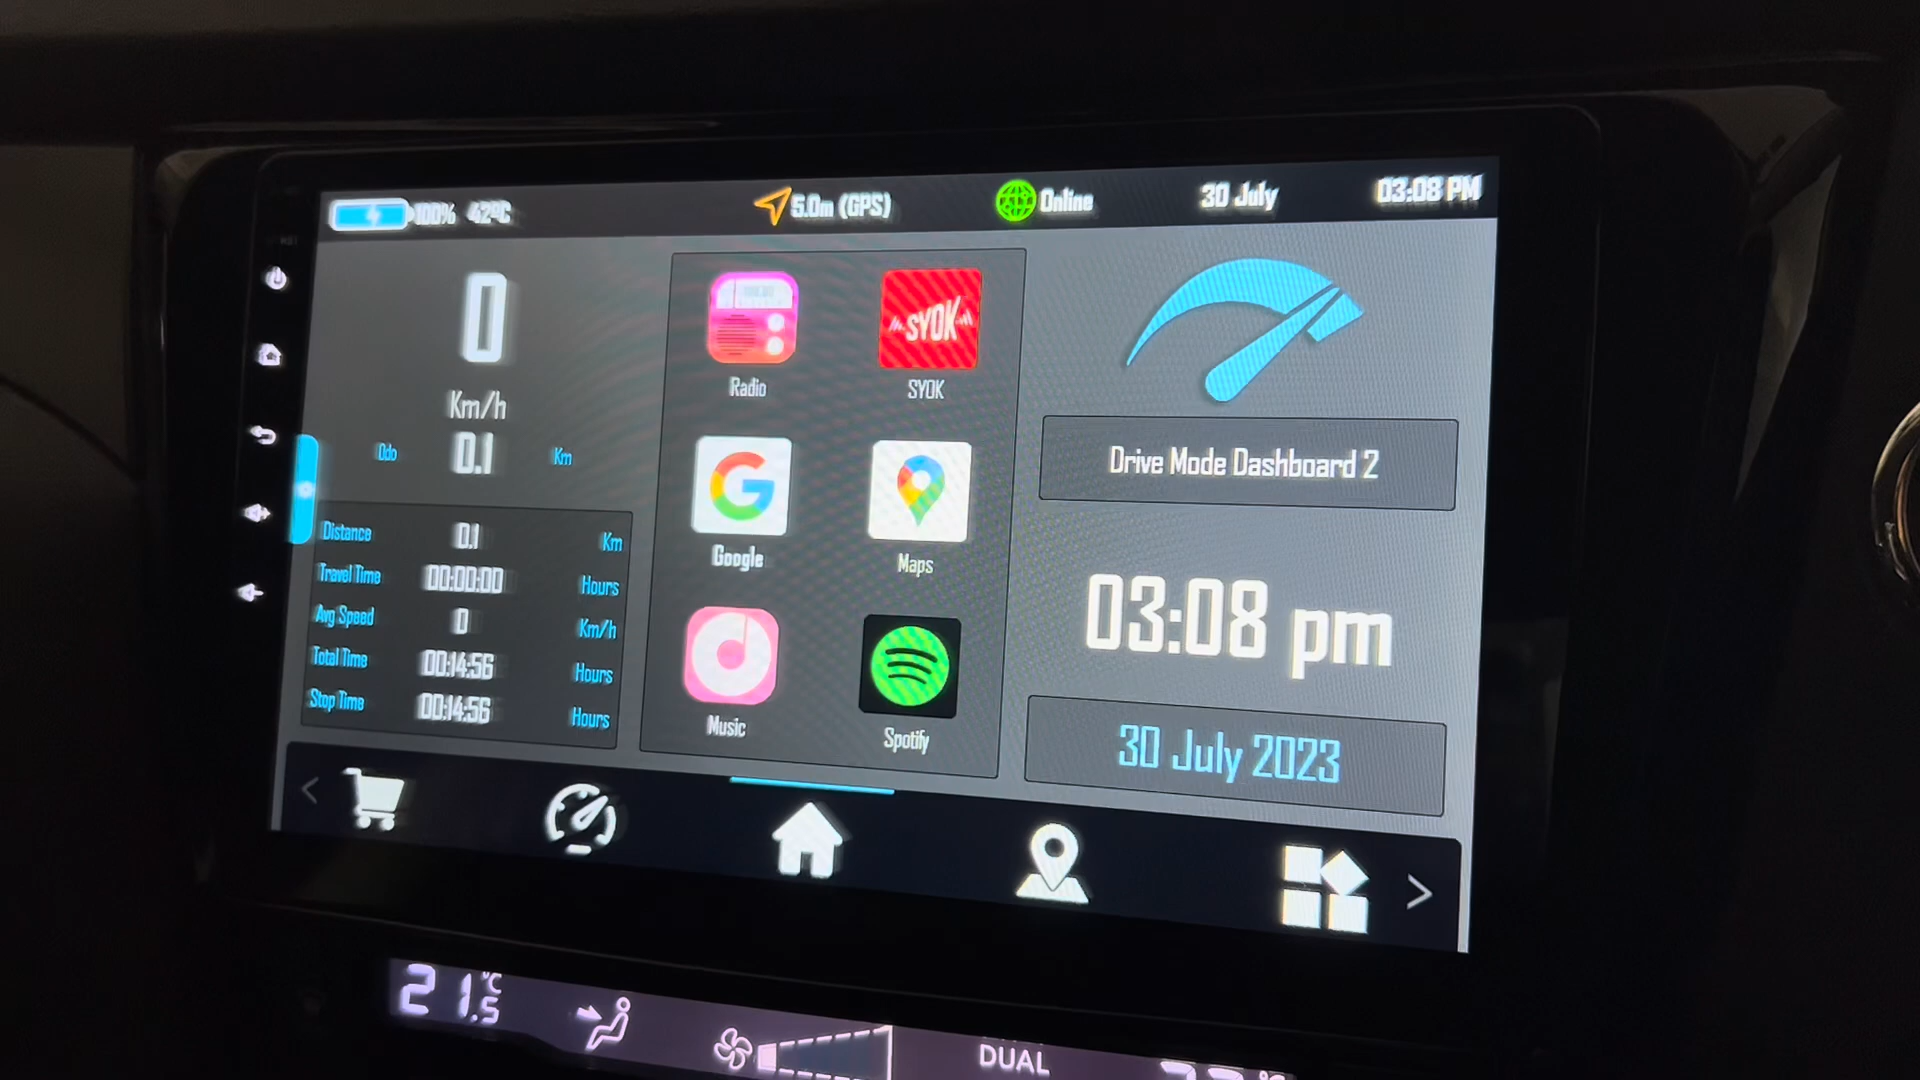 100% 42ºC
5.0m (GPS)
Online
30 July
03:08 PM
0
Km/h
Odo 0.1 Km
Distance 0.1 Km
Travel Time 00:00:00 Hours
Avg Speed 0 Km/h
Total Time 00:14:56 Hours
Stop Time 00:14:56 Hours
SYOK
Radio
SYOK
Google
Maps
Music
Spotify
Drive Mode Dashboard 2
03:08 pm
30 July 2023
21.5 °C
DUAL